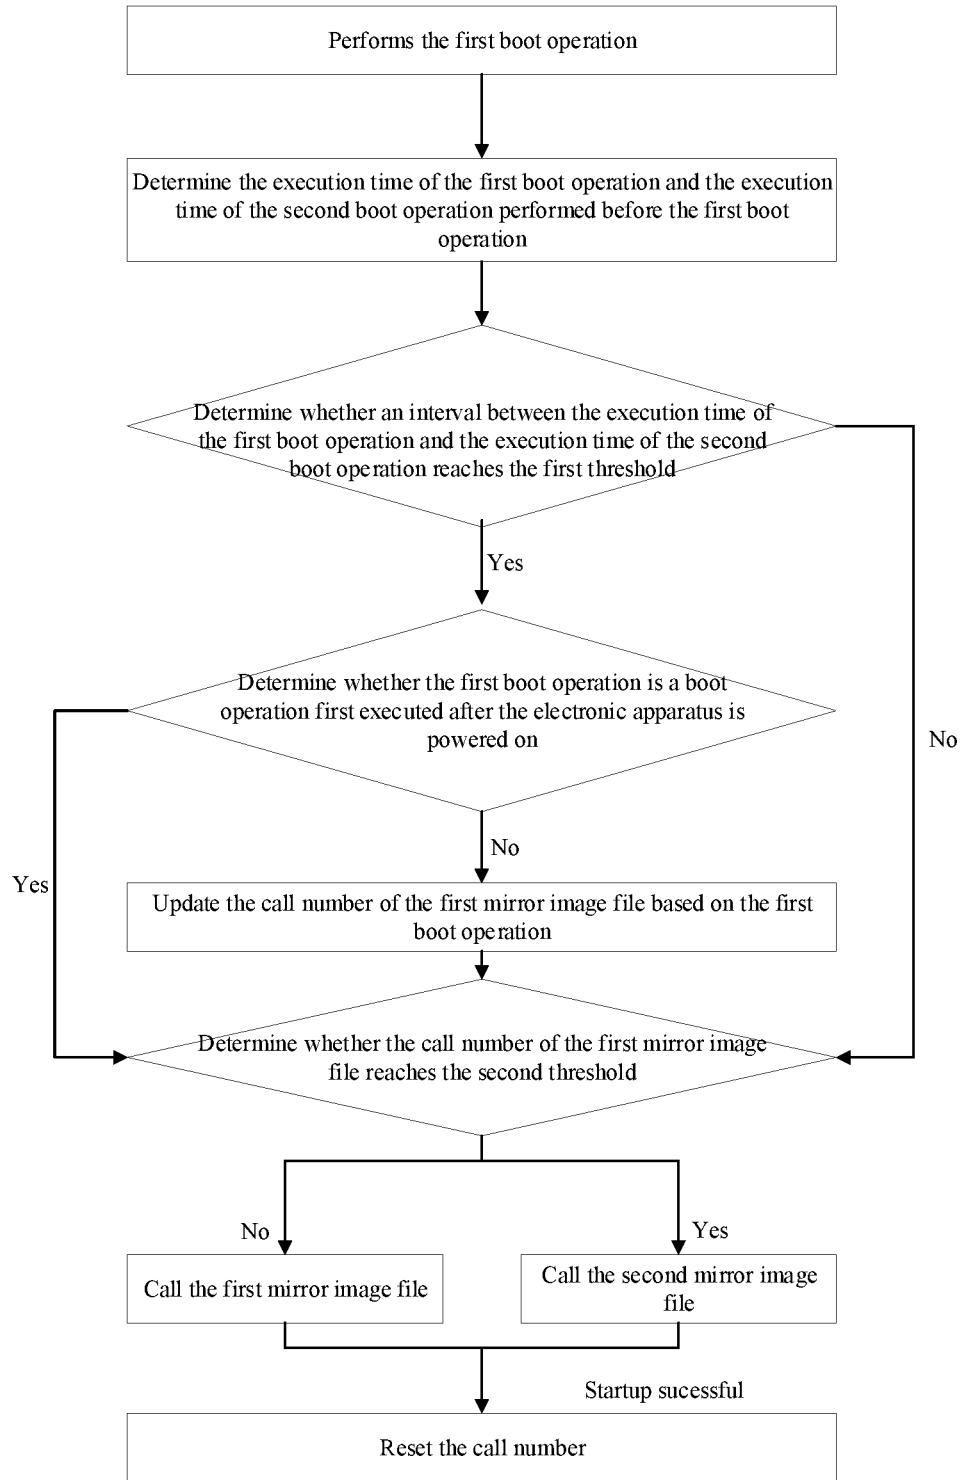 Performs the first boot operation
Determine the execution time of the first boot operation and the execution
time of the second boot operation performed before the first boot
operation
Determine whether an interval between the execution time of
the first boot operation and the execution time of the second
boot operation reaches the first threshold
Yes
Determine whether the first boot operation is a boot
operation first executed after the electronic apparatus is
powered on
No
No
Yes
Update the call number of the first mirror image file based on the first
boot operation
Determine whether the call number of the first mirror image
file reaches the second threshold
No
Yes
Call the first mirror image file
Call the second mirror image
file
Startup sucessful
Reset the call number